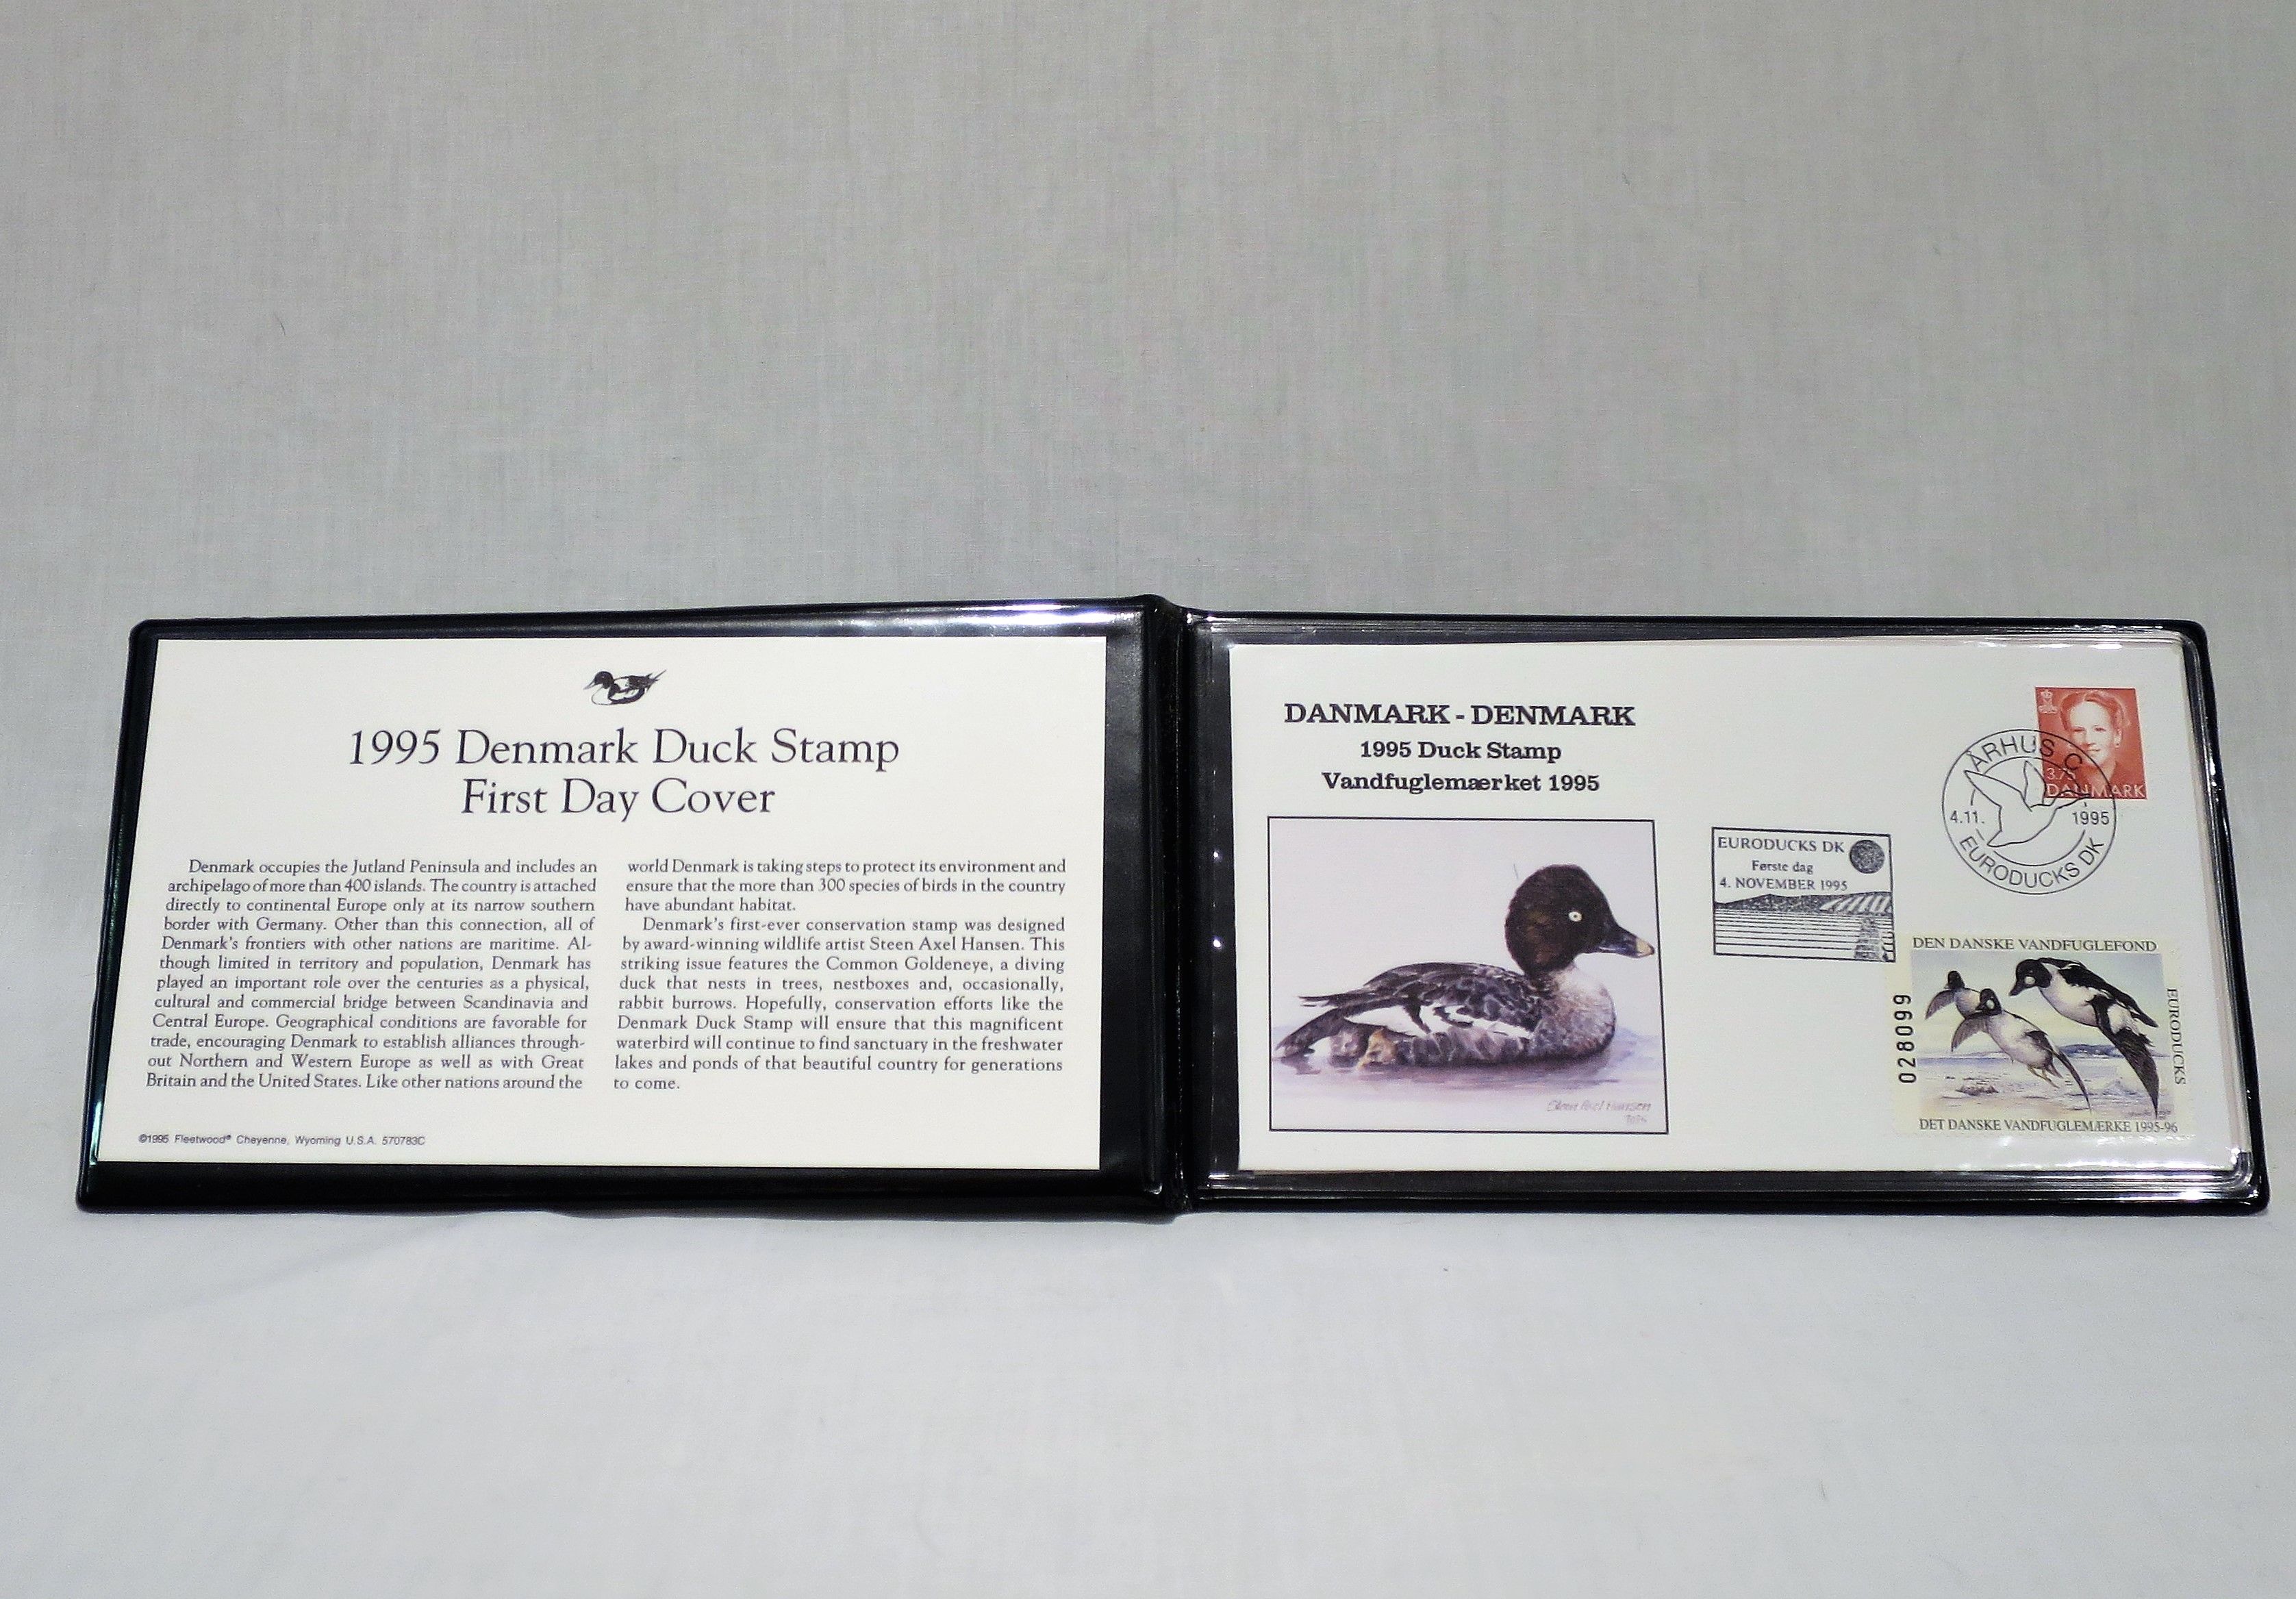 1995 Denmark Duck Stamp
First Day Cover
Denmark occupies the Jutland Peninsula and includes an
archipelago of more than 400 islands. The country is attached
directly to continental Europe only at its narrow southern
border with Germany. Other than this connection, all of
Denmark's frontiers with other nations are maritime. Al-
though limited in territory and population, Denmark has
played an important role over the centuries as a physical,
cultural and commercial bridge between Scandinavia and
Central Europe. Geographical conditions are favorable for
trade, encouraging Denmark to establish alliances through-
out Northern and Western Europe as well as with Great
Britain and the United States. Like other nations around the
world Denmark is taking steps to protect its environment and
ensure that the more than 300 species of birds in the country
have abundant habitat.
Denmark's first-ever conservation stamp was designed
by award-winning wildlife artist Steen Axel Hansen. This
striking issue features the Common Goldeneye, a diving
duck that nests in trees, nestboxes and, occasionally,
rabbit burrows. Hopefully, conservation efforts like the
Denmark Duck Stamp will ensure that this magnificent
waterbird will continue to find sanctuary in the freshwater
lakes and ponds of that beautiful country for generations
to come.
©1995 Fleetwood® Cheyenne, Wyoming U.S.A. 570783C
DANMARK - DENMARK
1995 Duck Stamp
Vandfuglemærket 1995
Steen Axel Hansen
EURODUCKS DK
Første dag
4. NOVEMBER 1995
3.75
DANMARK
ÅRHUS C
4.11. 1995
EURODUCKS DK
DEN DANSKE VANDFUGLEFOND
028099
EURODUCKS
DET DANSKE VANDFUGLEMÆRKE 1995-96